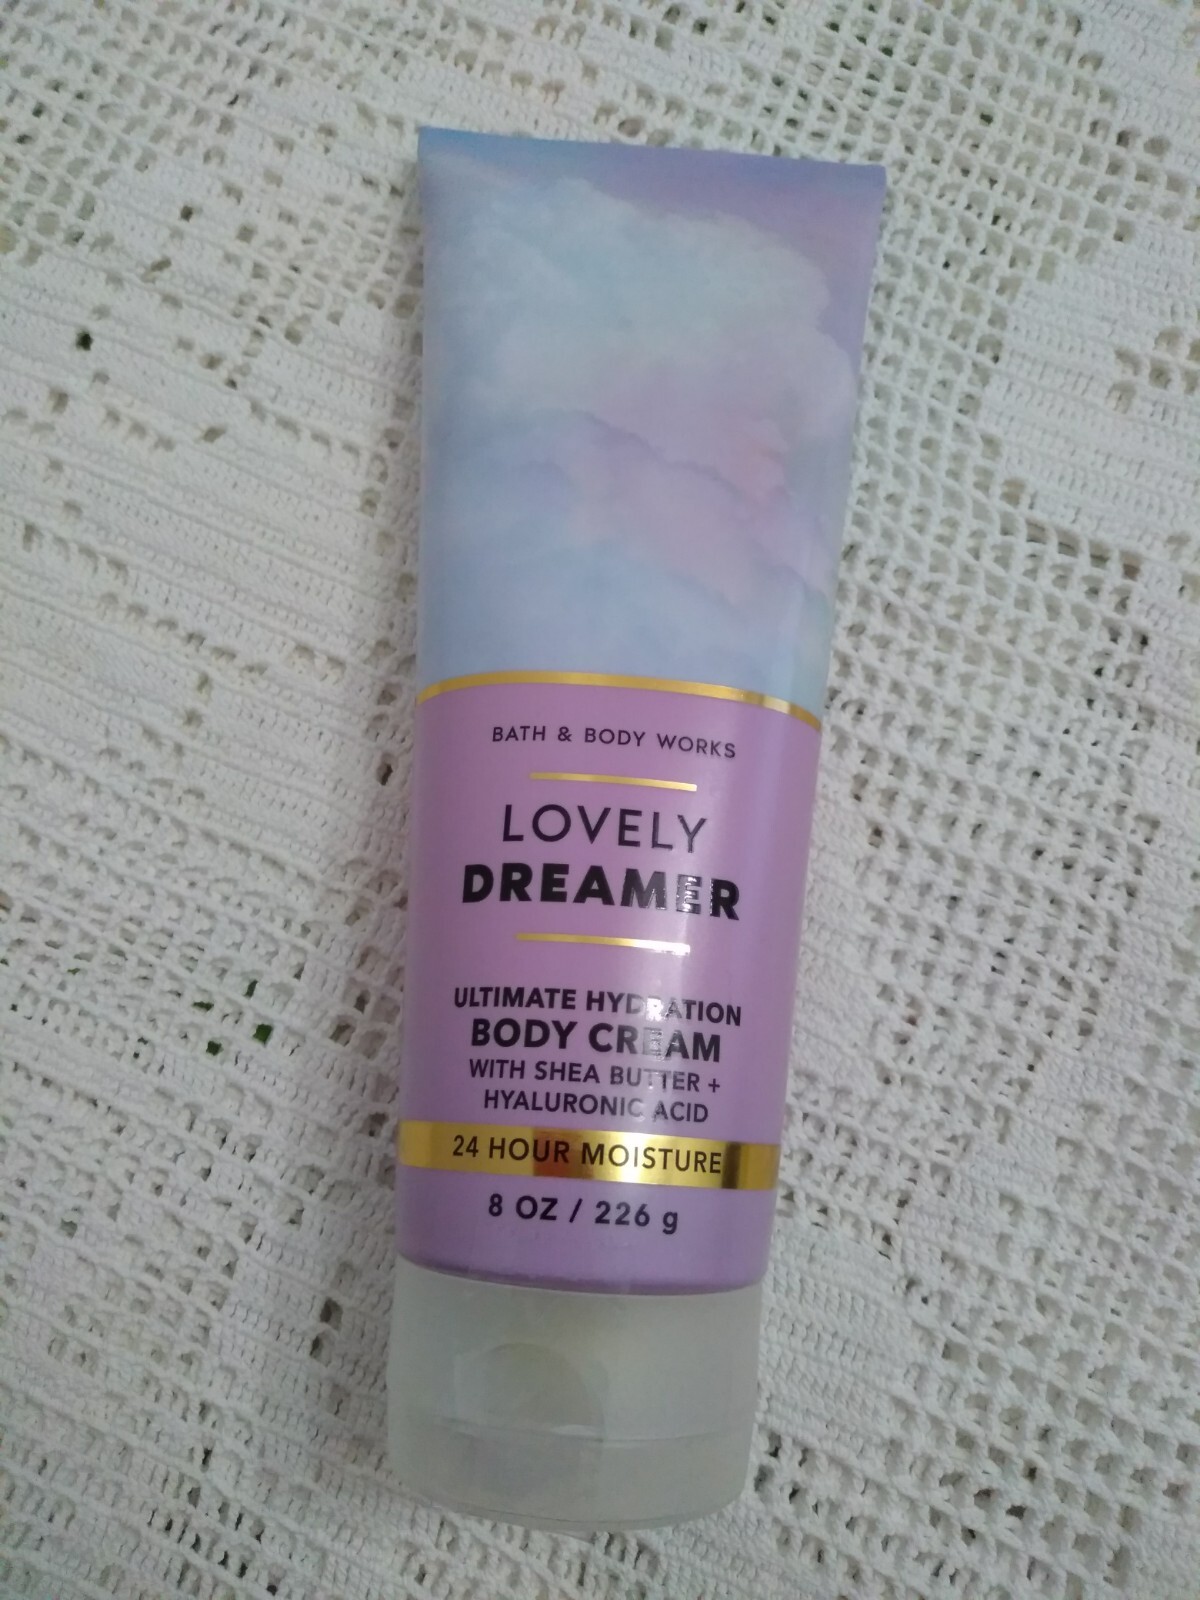 BATH & BODY WORKS
LOVELY
DREAMER
ULTIMATE HYDRATION
BODY CREAM
WITH SHEA BUTTER +
HYALURONIC ACID
24 HOUR MOISTURE
8 OZ / 226 g